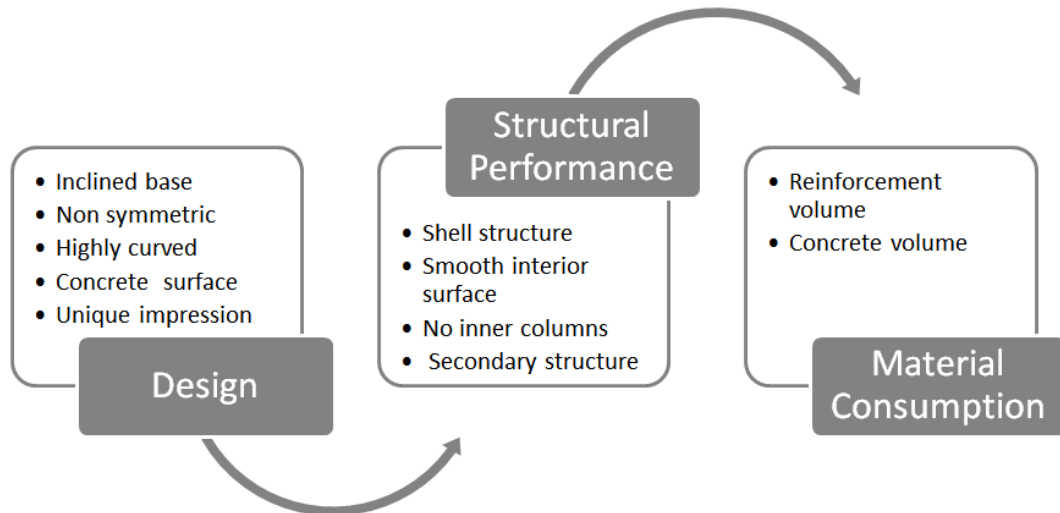 • Inclined base
• Non symmetric
• Highly curved
• Concrete surface
• Unique impression
Design
Structural
Performance
• Shell structure
• Smooth interior
surface
• No inner columns
• Secondary structure
• Reinforcement
volume
• Concrete volume
Material
Consumption